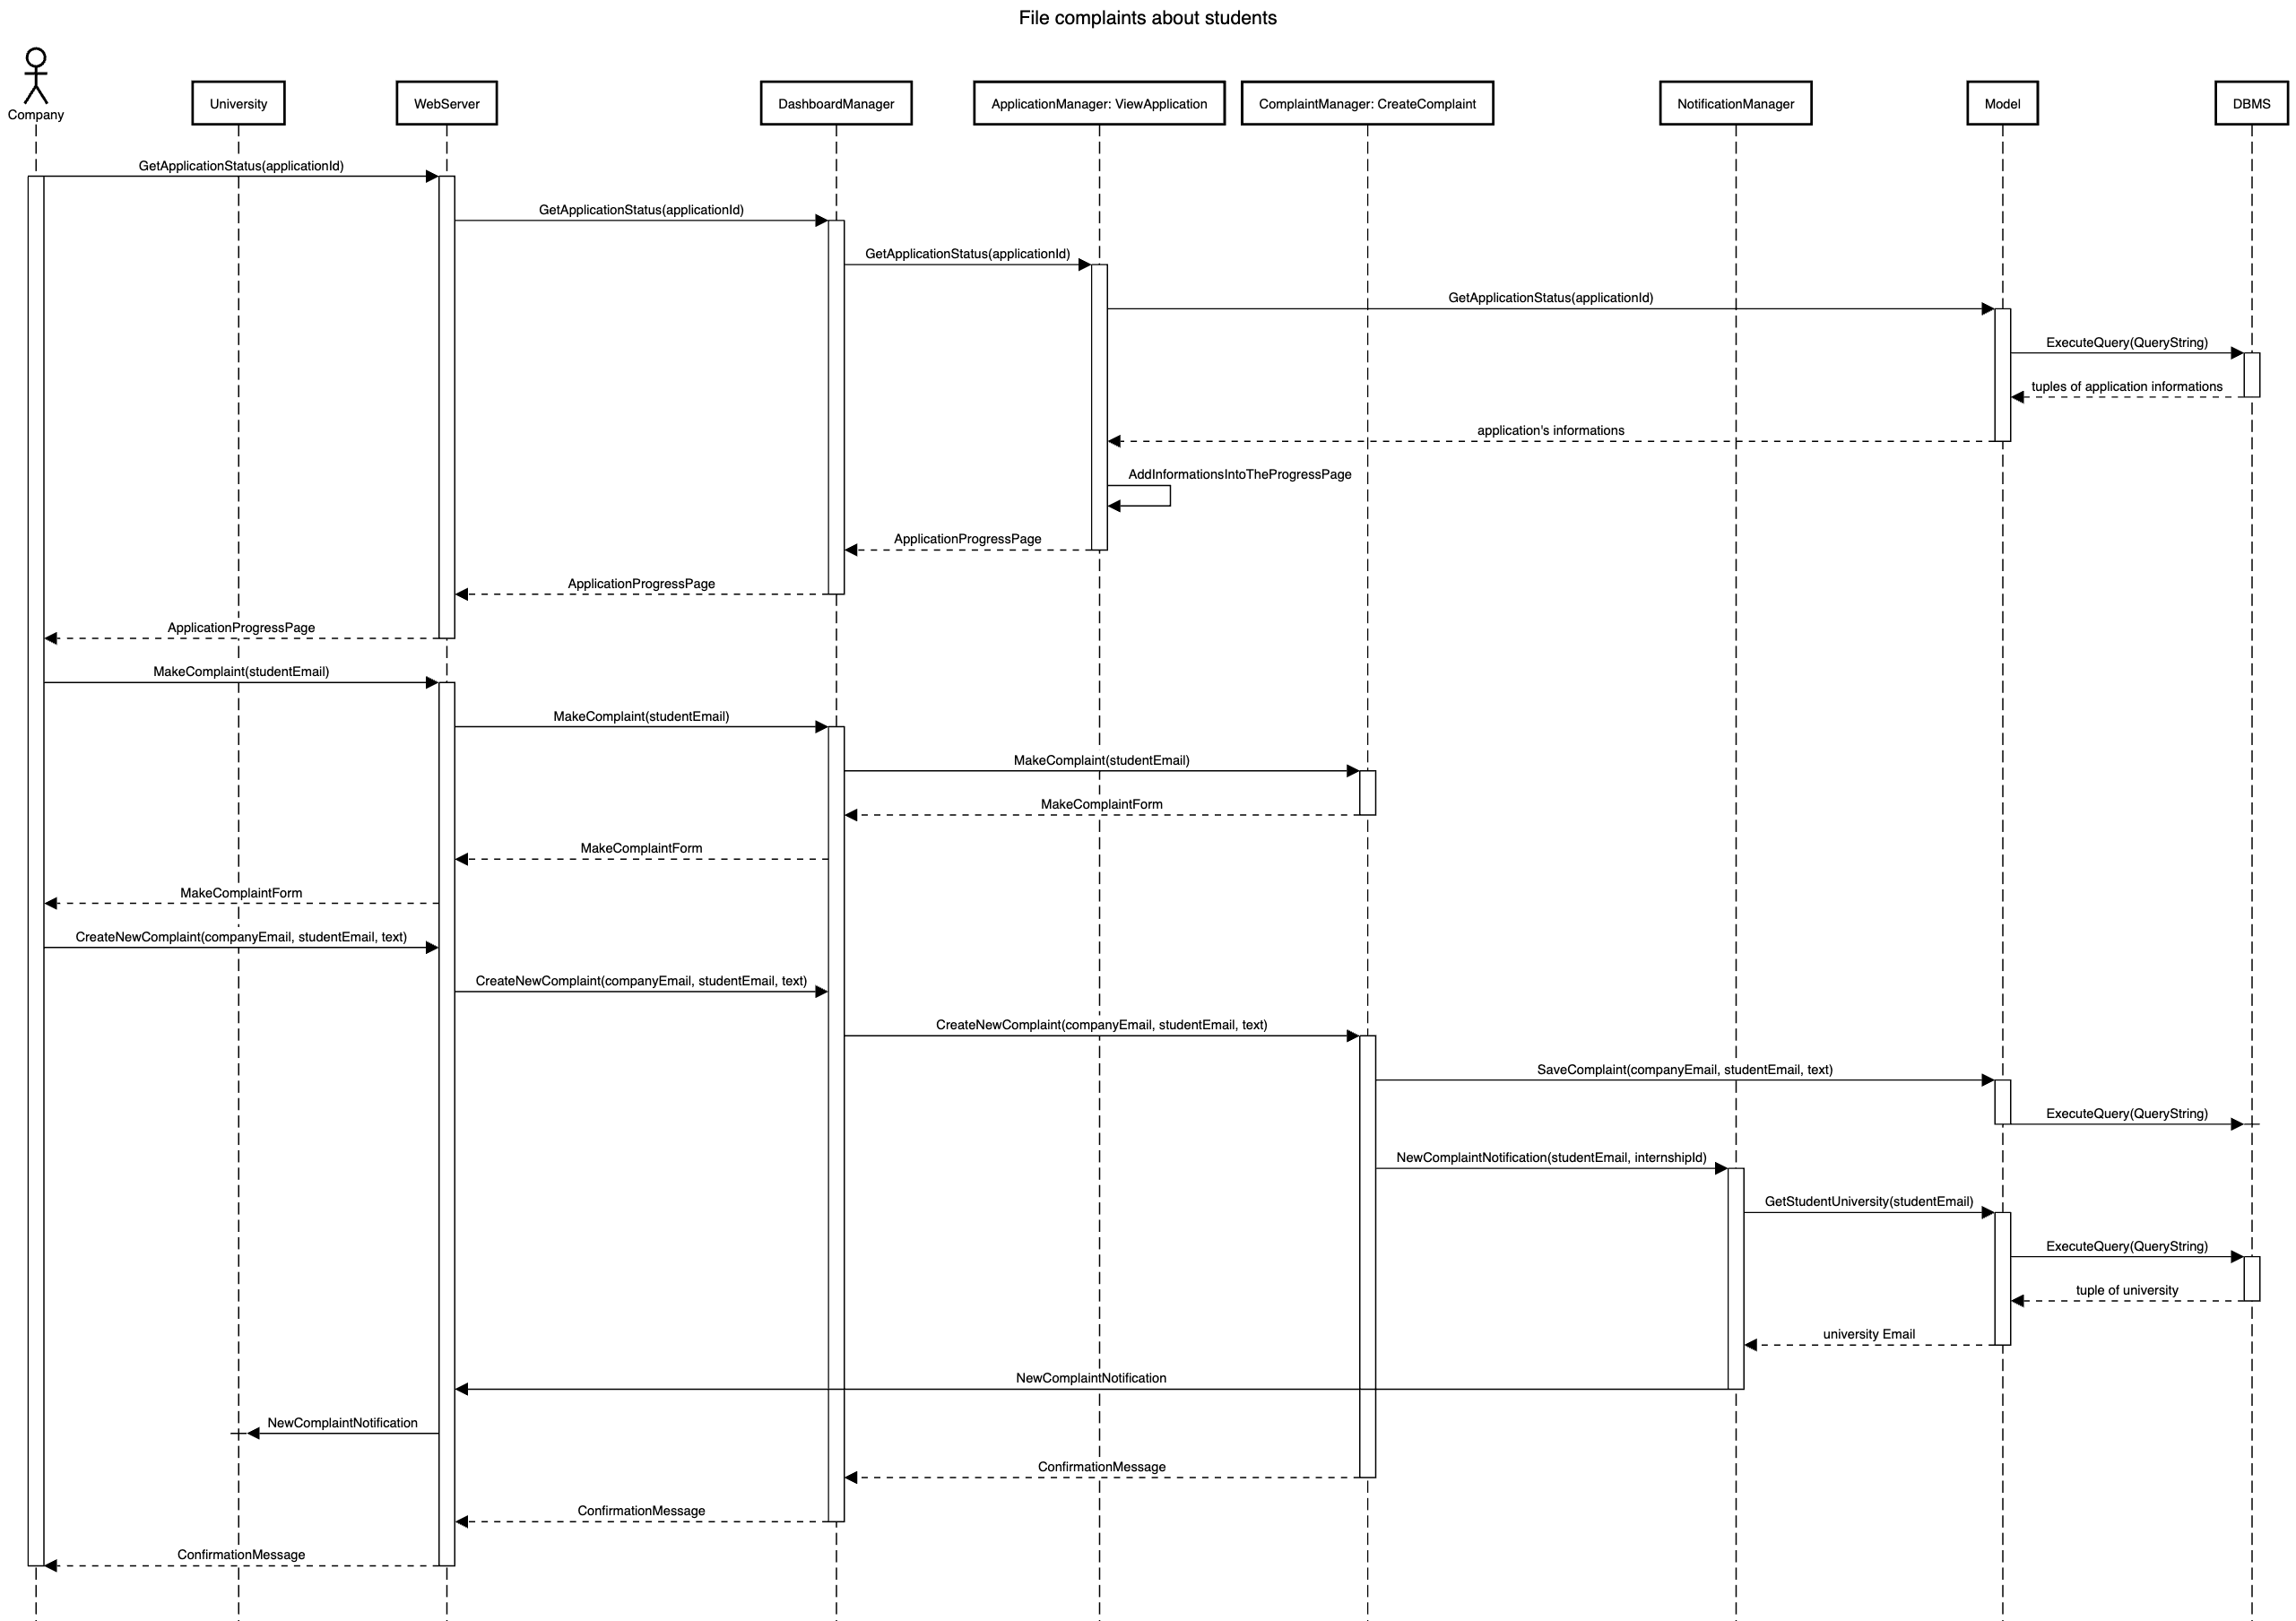 File complaints about students
Company
University
WebServer
DashboardManager
ApplicationManager: ViewApplication
ComplaintManager: CreateComplaint
NotificationManager
Model
DBMS
GetApplicationStatus(applicationId)
GetApplicationStatus(applicationId)
GetApplicationStatus(applicationId)
GetApplicationStatus(applicationId)
ExecuteQuery(QueryString)
tuples of application informations
application's informations
AddInformationsIntoTheProgressPage
ApplicationProgressPage
ApplicationProgressPage
ApplicationProgressPage
MakeComplaint(studentEmail)
MakeComplaint(studentEmail)
MakeComplaint(studentEmail)
MakeComplaintForm
MakeComplaintForm
MakeComplaintForm
CreateNewComplaint(companyEmail, studentEmail, text)
CreateNewComplaint(companyEmail, studentEmail, text)
CreateNewComplaint(companyEmail, studentEmail, text)
SaveComplaint(companyEmail, studentEmail, text)
ExecuteQuery(QueryString)
NewComplaintNotification(studentEmail, internshipId)
GetStudentUniversity(studentEmail)
ExecuteQuery(QueryString)
tuple of university
university Email
NewComplaintNotification
NewComplaintNotification
ConfirmationMessage
ConfirmationMessage
ConfirmationMessage